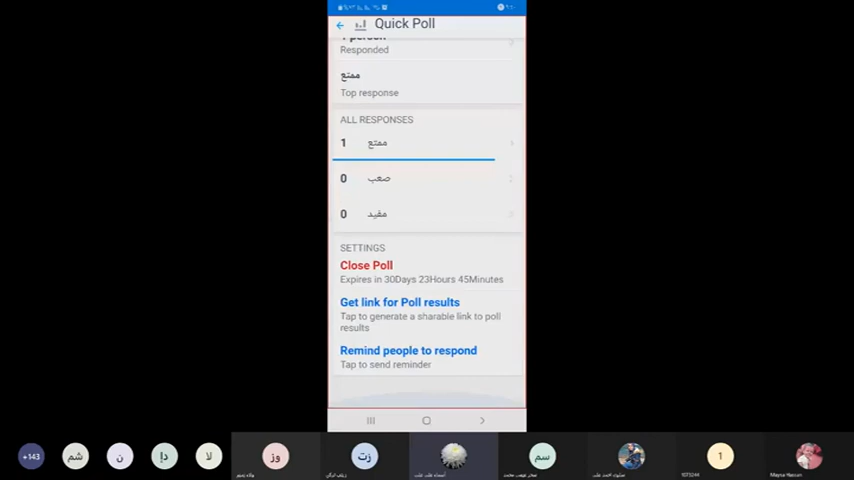 Quick Poll
1 person
Responded
ممتع
Top response
ALL RESPONSES
1 ممتع
0 صعب
0 مفيد
SETTINGS
Close Poll
Expires in 30Days 23Hours 45Minutes
Get link for Poll results
Tap to generate a sharable link to poll
results
Remind people to respond
Tap to send reminder
+143
شم
ن
دا
لا
وز
زت
سم
1